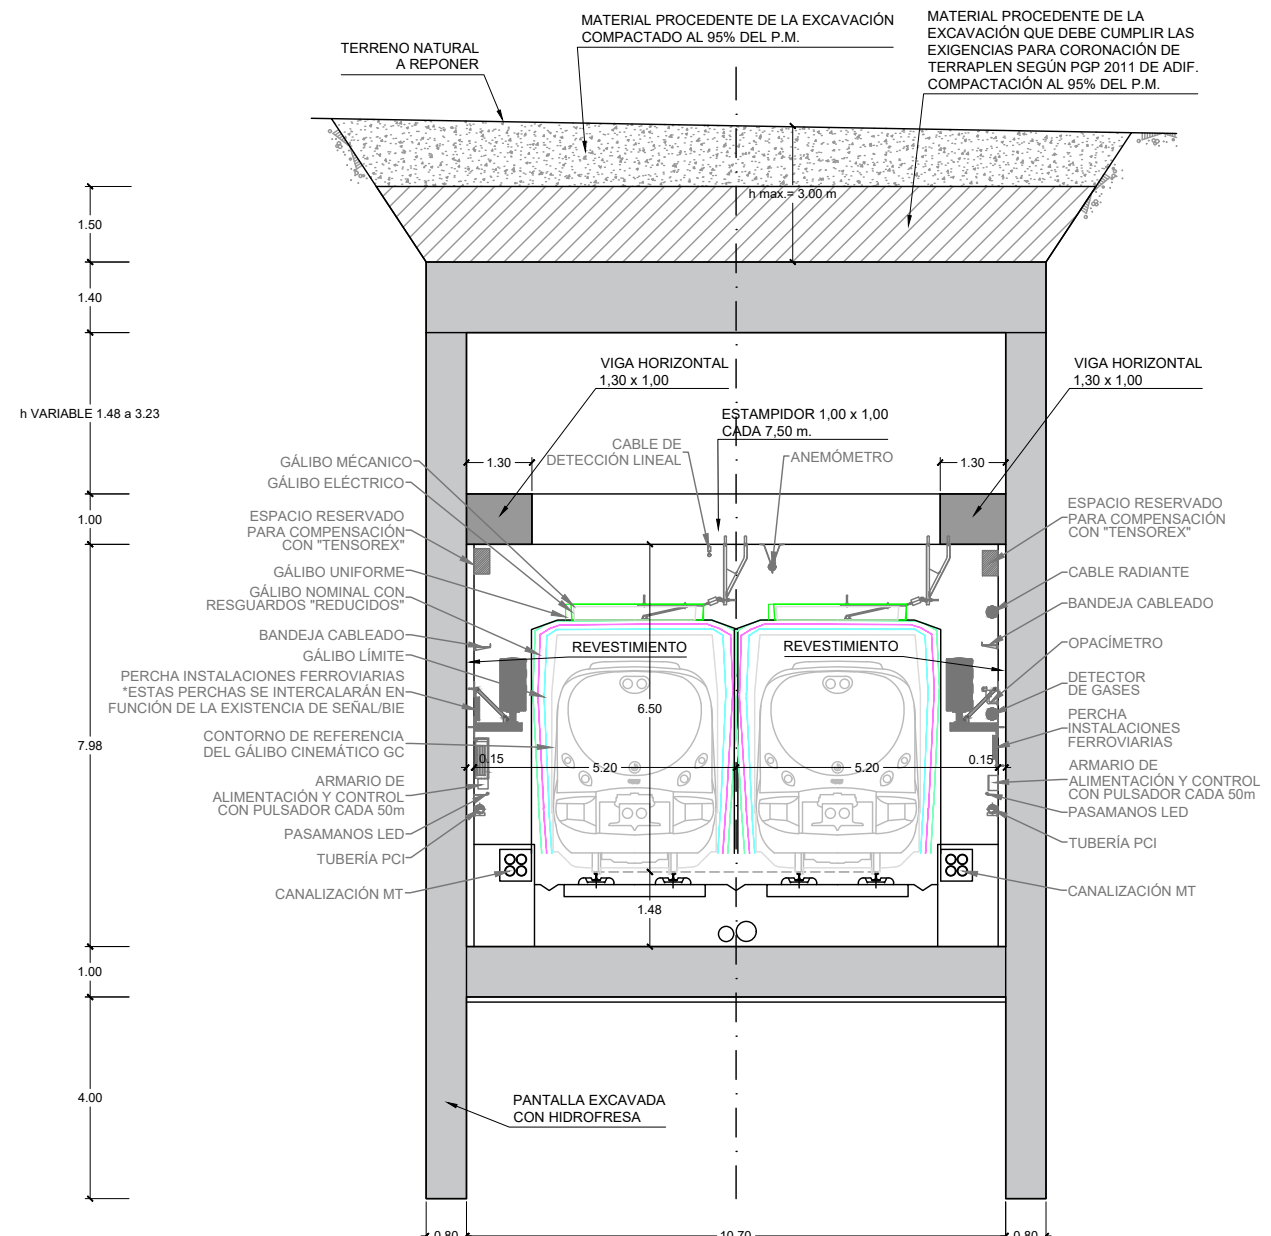 MATERIAL PROCEDENTE DE LA EXCAVACIÓN
COMPACTADO AL 95% DEL P.M.
MATERIAL PROCEDENTE DE LA
EXCAVACIÓN QUE DEBE CUMPLIR LAS
EXIGENCIAS PARA CORONACIÓN DE
TERRAPLEN SEGÚN PGP 2011 DE ADIF.
COMPACTACIÓN AL 95% DEL P.M.
TERRENO NATURAL
A REPONER
h max.= 3.00 m
1.50
1.40
h VARIABLE 1.48 a 3.23
1.00
7.98
1.00
4.00
VIGA HORIZONTAL
1,30 x 1,00
VIGA HORIZONTAL
1,30 x 1,00
ESTAMPIDOR 1,00 x 1,00
CADA 7,50 m.
CABLE DE
DETECCIÓN LINEAL
ANEMÓMETRO
1.30
1.30
GÁLIBO MÉCANICO
GÁLIBO ELÉCTRICO
ESPACIO RESERVADO
PARA COMPENSACIÓN
CON "TENSOREX"
GÁLIBO UNIFORME
GÁLIBO NOMINAL CON
RESGUARDOS "REDUCIDOS"
BANDEJA CABLEADO
GÁLIBO LÍMITE
PERCHA INSTALACIONES FERROVIARIAS
*ESTAS PERCHAS SE INTERCALARÁN EN
FUNCIÓN DE LA EXISTENCIA DE SEÑAL/BIE
CONTORNO DE REFERENCIA
DEL GÁLIBO CINEMÁTICO GC
ARMARIO DE
ALIMENTACIÓN Y CONTROL
CON PULSADOR CADA 50m
PASAMANOS LED
TUBERÍA PCI
CANALIZACIÓN MT
REVESTIMIENTO
REVESTIMIENTO
6.50
0.15
5.20
5.20
0.15
1.48
ESPACIO RESERVADO
PARA COMPENSACIÓN
CON "TENSOREX"
CABLE RADIANTE
BANDEJA CABLEADO
OPACÍMETRO
DETECTOR
DE GASES
PERCHA
INSTALACIONES
FERROVIARIAS
ARMARIO DE
ALIMENTACIÓN Y CONTROL
CON PULSADOR CADA 50m
PASAMANOS LED
TUBERÍA PCI
CANALIZACIÓN MT
PANTALLA EXCAVADA
CON HIDROFRESA
0.80
10.70
0.80